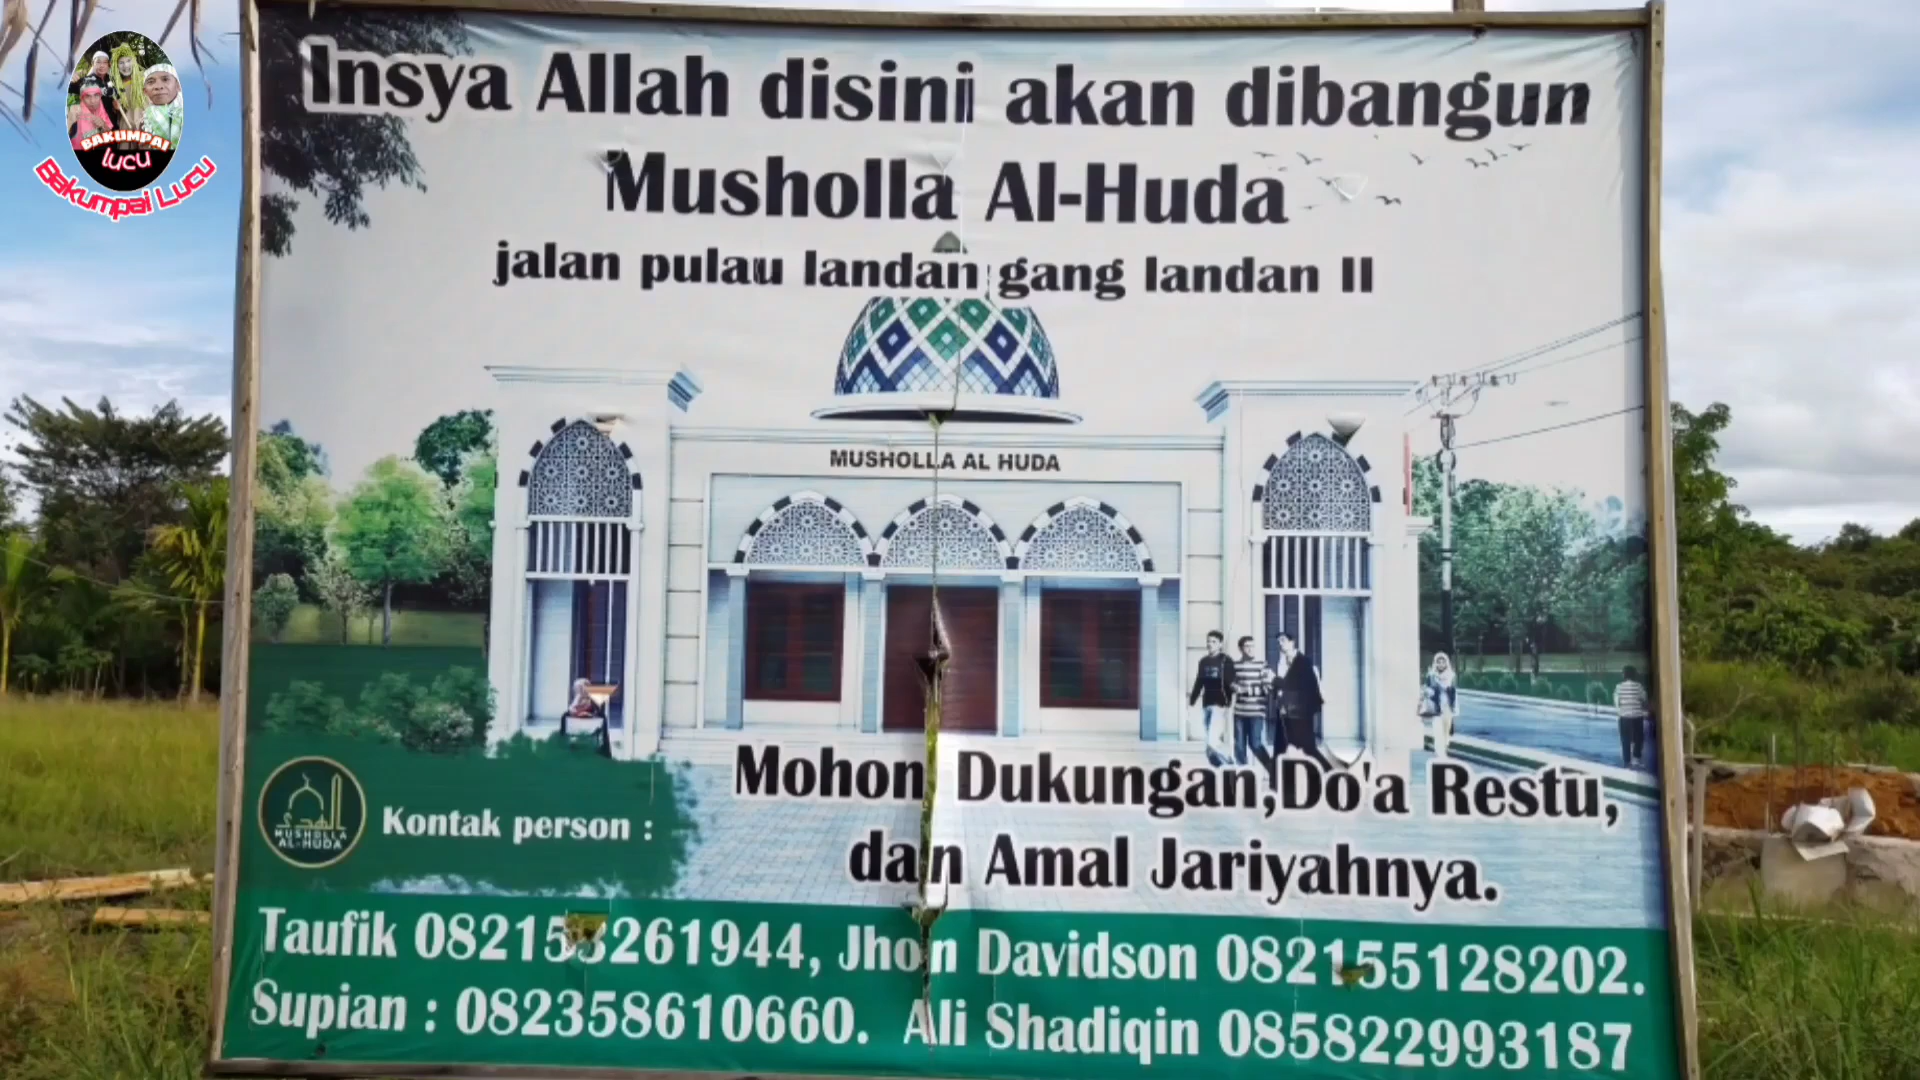 BAKUMPAI
lucu
Bakumpai Lucu
Insya Allah disini akan dibangun
Musholla Al-Huda
jalan pulau landan gang landan II
MUSHOLLA AL HUDA
Mohon Dukungan,Do'a Restu,
dan Amal Jariyahnya.
الهدى
MUSHOLLA
AL-HUDA
Kontak person :
Taufik 082153261944, Jhon Davidson 082155128202.
Supian : 082358610660. Ali Shadiqin 085822993187